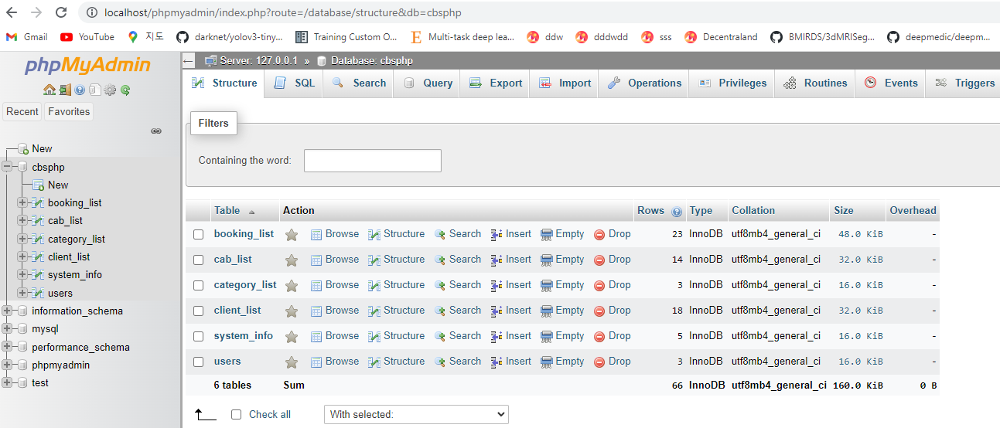 localhost/phpmyadmin/index.php?route=/database/structure&db=cbsphp
Gmail YouTube 지도 darknet/yolov3-tiny... Training Custom O... Multi-task deep lea... ddw dddwdd sss Decentraland BMIRDS/3dMRISeg... deepmedic/deepm...
phpMyAdmin
Recent Favorites
New
cbsphp
New
booking_list
cab_list
category_list
client_list
system_info
users
information_schema
mysql
performance_schema
phpmyadmin
test
Server: 127.0.0.1 » Database: cbsphp
Structure SQL Search Query Export Import Operations Privileges Routines Events Triggers
Filters
Containing the word:
Table Action Rows Type Collation Size Overhead
booking_list Browse Structure Search Insert Empty Drop 23 InnoDB utf8mb4_general_ci 48.0 KiB -
cab_list Browse Structure Search Insert Empty Drop 14 InnoDB utf8mb4_general_ci 32.0 KiB -
category_list Browse Structure Search Insert Empty Drop 3 InnoDB utf8mb4_general_ci 16.0 KiB -
client_list Browse Structure Search Insert Empty Drop 18 InnoDB utf8mb4_general_ci 32.0 KiB -
system_info Browse Structure Search Insert Empty Drop 5 InnoDB utf8mb4_general_ci 16.0 KiB -
users Browse Structure Search Insert Empty Drop 3 InnoDB utf8mb4_general_ci 16.0 KiB -
6 tables Sum 66 InnoDB utf8mb4_general_ci 160.0 KiB 0 B
Check all With selected: